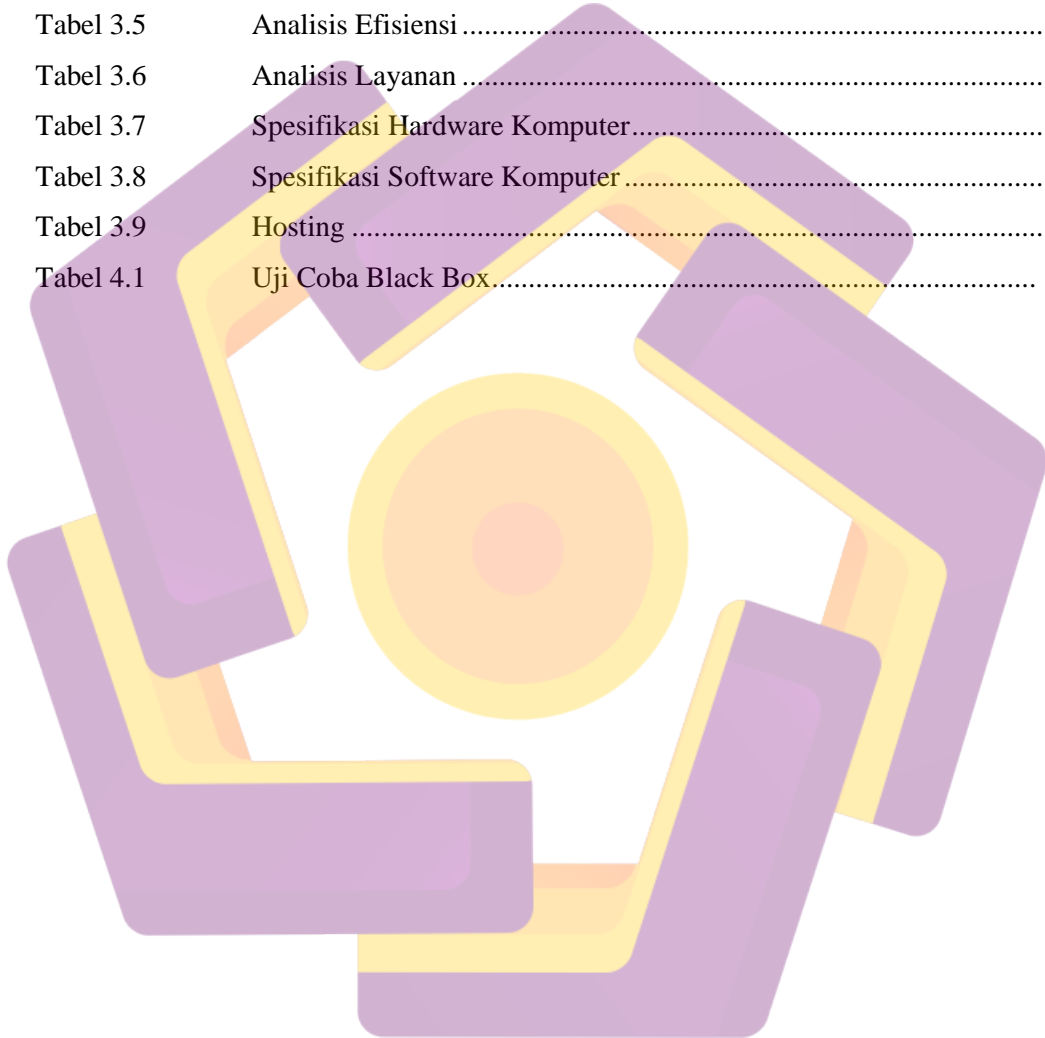 Tabel 3.5 Analisis Efisiensi ................................................................................
Tabel 3.6 Analisis Layanan ................................................................................
Tabel 3.7 Spesifikasi Hardware Komputer.........................................................
Tabel 3.8 Spesifikasi Software Komputer ..........................................................
Tabel 3.9 Hosting ...............................................................................................
Tabel 4.1 Uji Coba Black Box............................................................................